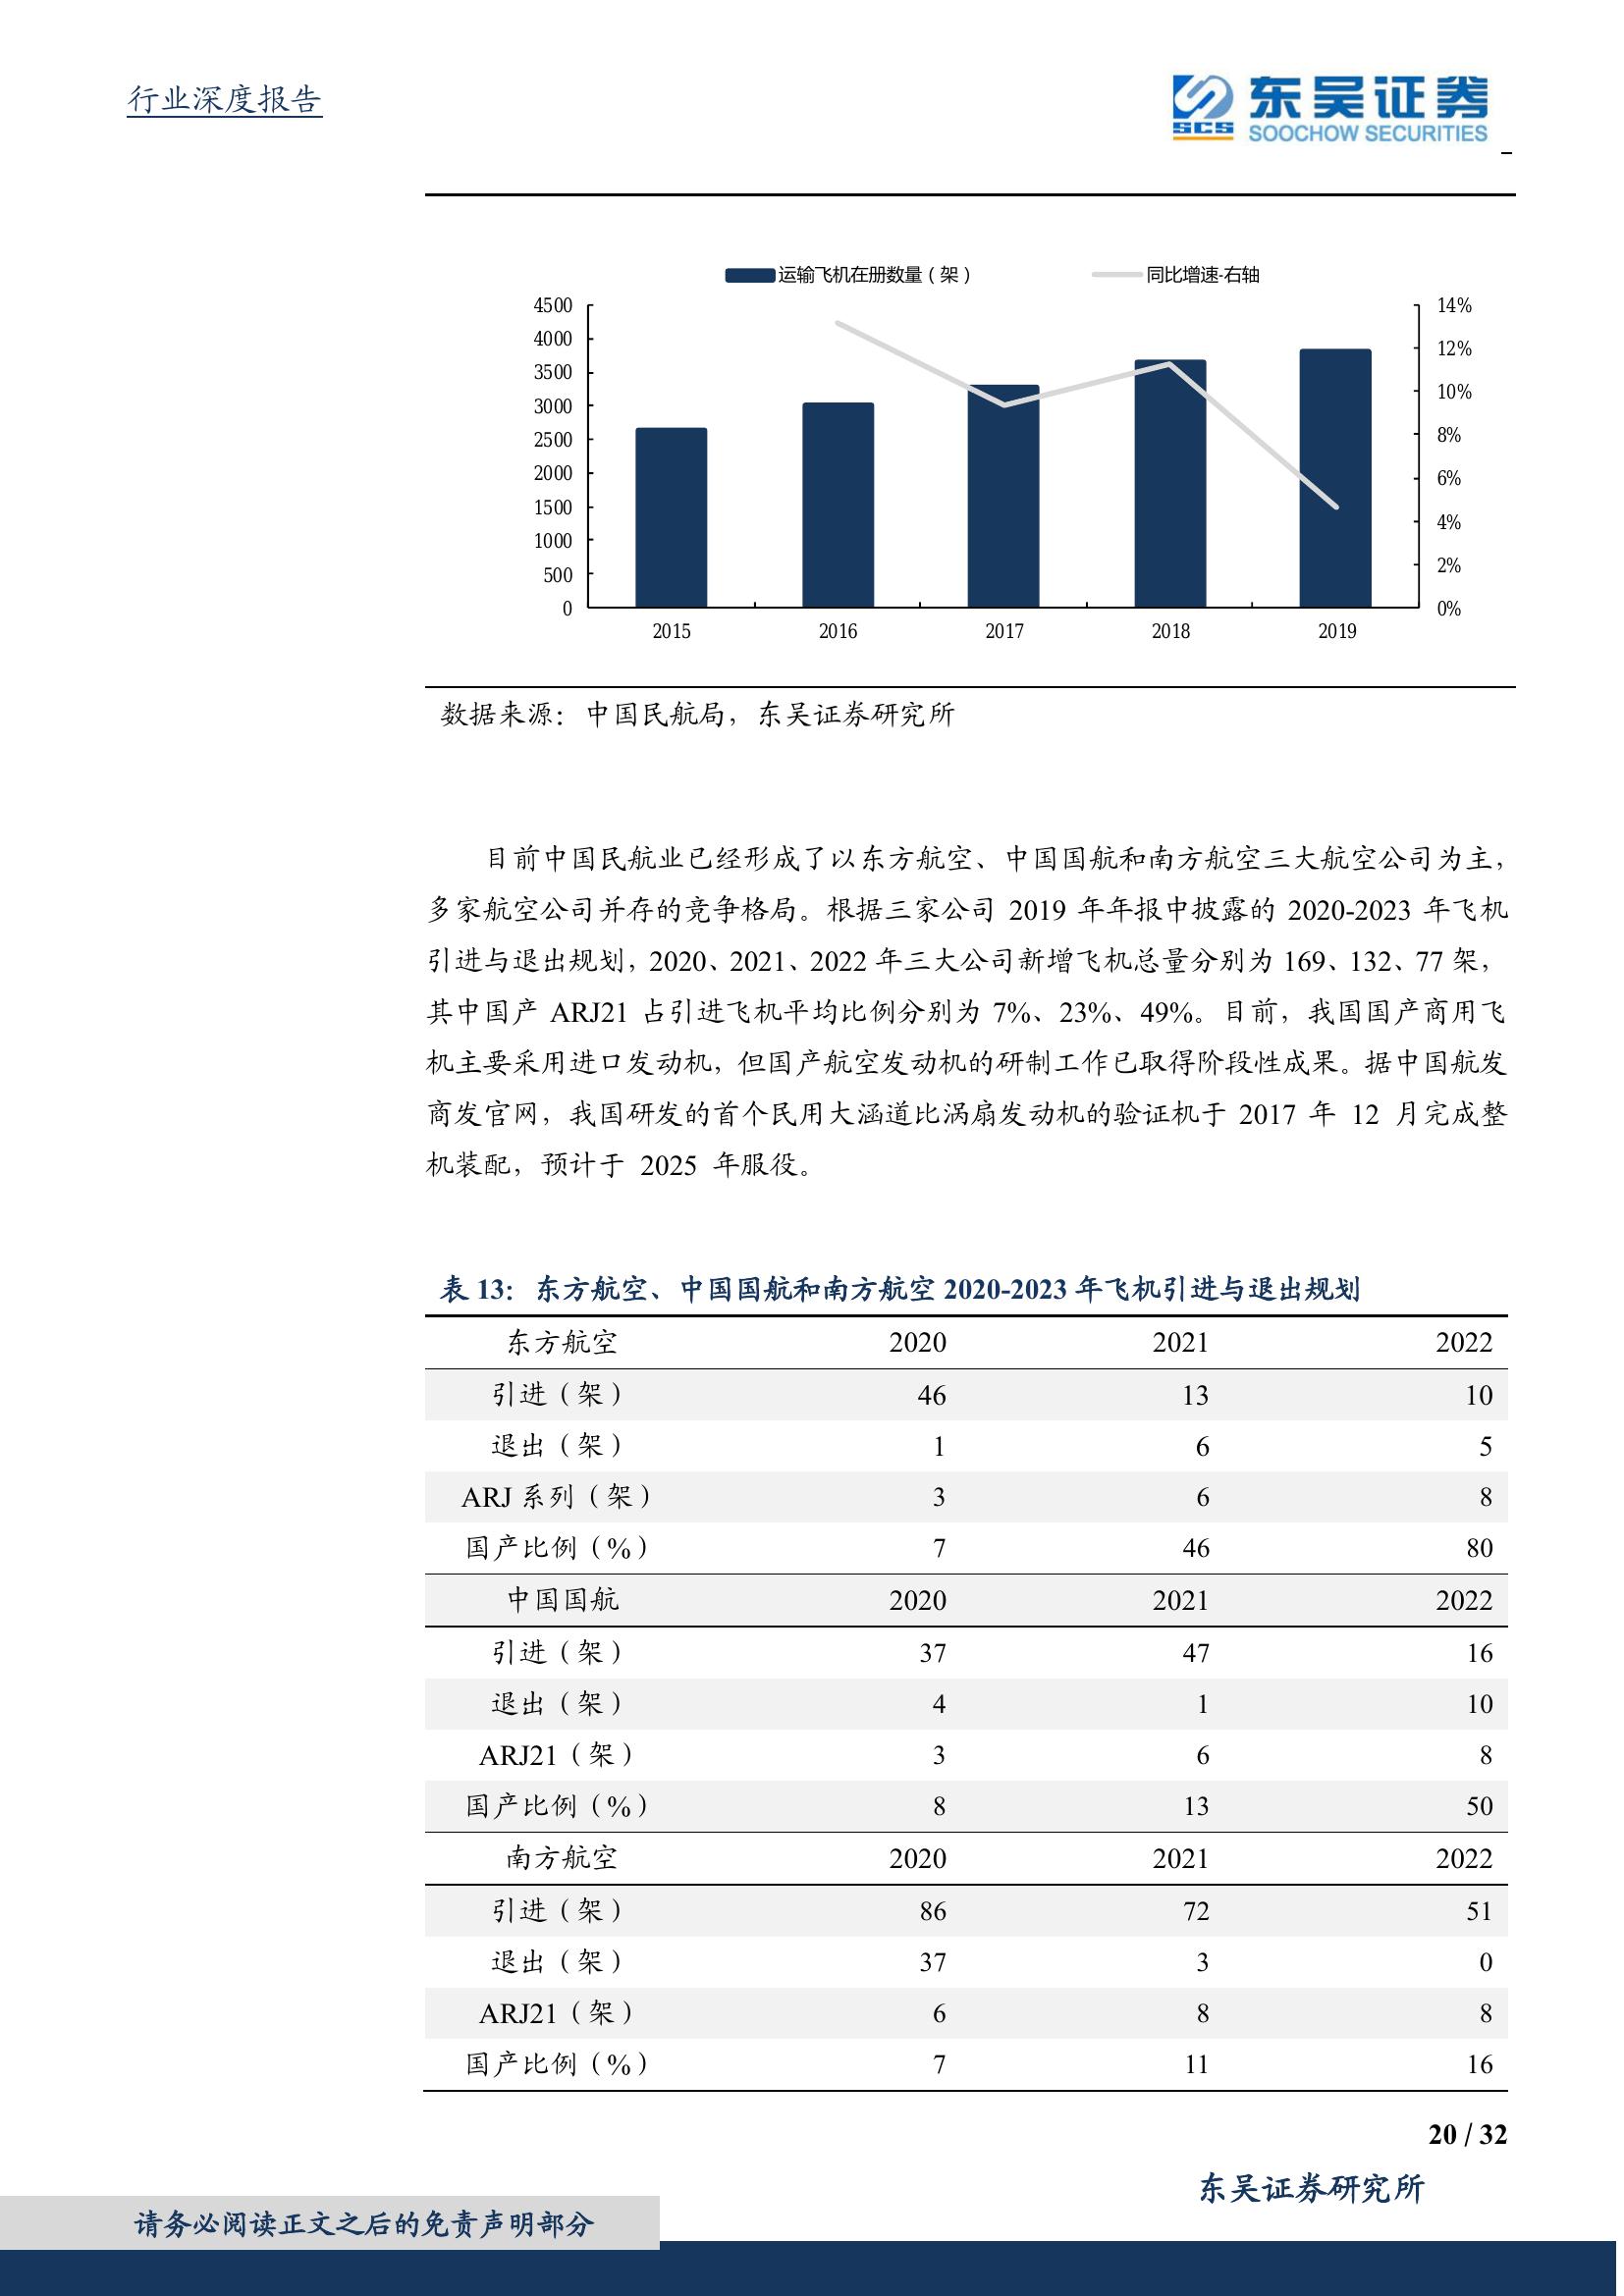 行业深度报告
SCS 东吴证券
SOOCHOW SECURITIES
运输飞机在册数量（架） 同比增速-右轴
4500 14%
4000 12%
3500 10%
3000 8%
2500 6%
2000 4%
1500 2%
1000 0%
500
0
2015 2016 2017 2018 2019
数据来源：中国民航局，东吴证券研究所
目前中国民航业已经形成了以东方航空、中国国航和南方航空三大航空公司为主，
多家航空公司并存的竞争格局。根据三家公司 2019 年年报中披露的 2020-2023 年飞机
引进与退出规划，2020、2021、2022 年三大公司新增飞机总量分别为 169、132、77 架，
其中国产 ARJ21 占引进飞机平均比例分别为 7%、23%、49%。目前，我国国产商用飞
机主要采用进口发动机，但国产航空发动机的研制工作已取得阶段性成果。据中国航发
商发官网，我国研发的首个民用大涵道比涡扇发动机的验证机于 2017 年 12 月完成整
机装配，预计于 2025 年服役。
表 13：东方航空、中国国航和南方航空 2020-2023 年飞机引进与退出规划
东方航空 2020 2021 2022
引进（架） 46 13 10
退出（架） 1 6 5
ARJ 系列（架） 3 6 8
国产比例（%） 7 46 80
中国国航 2020 2021 2022
引进（架） 37 47 16
退出（架） 4 1 10
ARJ21（架） 3 6 8
国产比例（%） 8 13 50
南方航空 2020 2021 2022
引进（架） 86 72 51
退出（架） 37 3 0
ARJ21（架） 6 8 8
国产比例（%） 7 11 16
20 / 32
东吴证券研究所
请务必阅读正文之后的免责声明部分